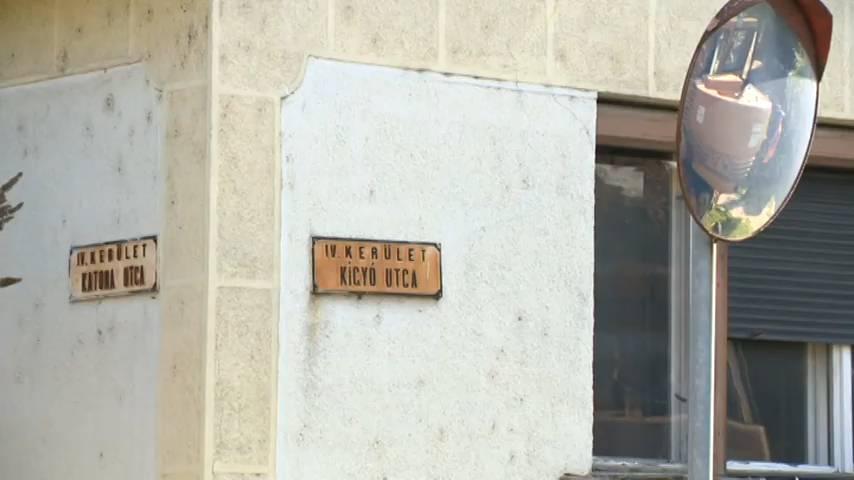 IV. KERÜLET
KATONA UTCA
IV. KERÜLET
KÍGYÓ UTCA